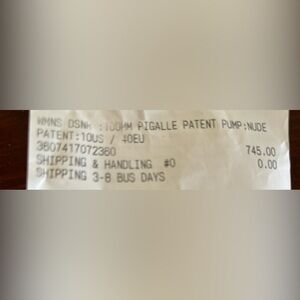 WMNS DSNR :100MM PIGALLE PATENT PUMP:NUDE
PATENT:10US / 40EU
3607417072360 745.00
SHIPPING & HANDLING #0 0.00
SHIPPING 3-8 BUS DAYS